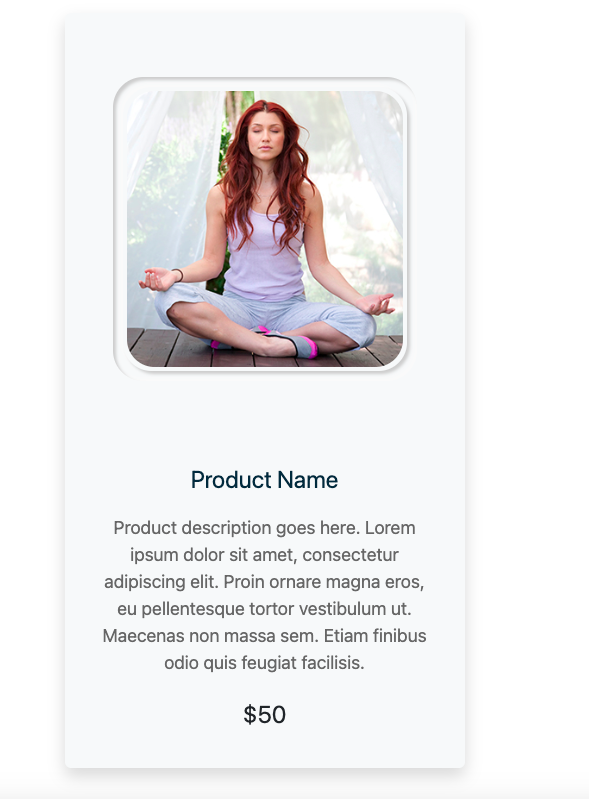 Product Name
Product description goes here. Lorem
ipsum dolor sit amet, consectetur
adipiscing elit. Proin ornare magna eros,
eu pellentesque tortor vestibulum ut.
Maecenas non massa sem. Etiam finibus
odio quis feugiat facilisis.
$50